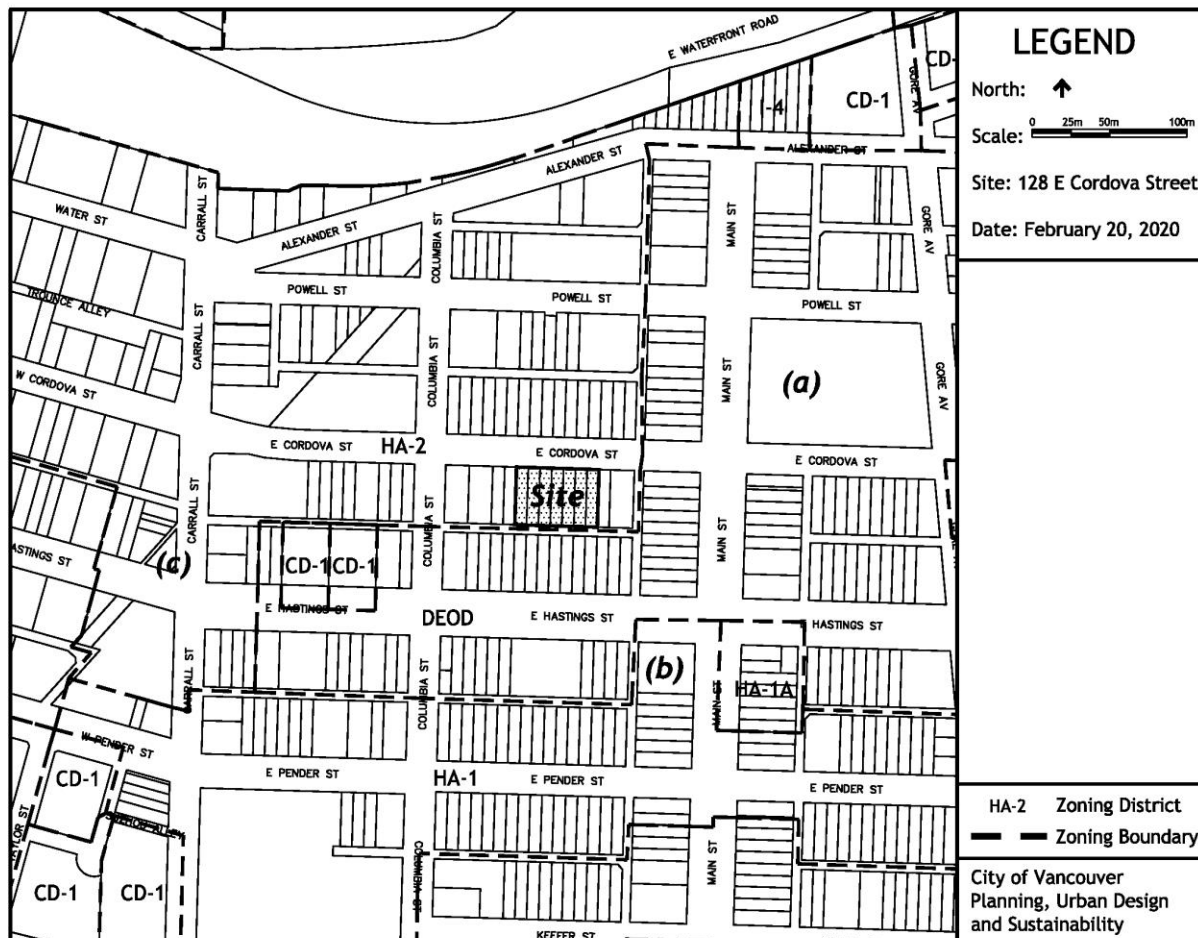 E WATERFRONT ROAD
CD-
GORE AV
I-4
CD-1
ALEXANDER ST
ALEXANDER ST
CARRALL ST
WATER ST
MAIN ST
GORE AV
COLUMBIA ST
ALEXANDER ST
POWELL ST
POWELL ST
POWELL ST
TROUNCE ALLEY
CARRALL ST
COLUMBIA ST
MAIN ST
(a)
GORE AV
W CORDOVA ST
E CORDOVA ST
HA-2
E CORDOVA ST
E CORDOVA ST
Site
CARRALL ST
COLUMBIA ST
MAIN ST
(c)
CD-1
CD-1
ASTINGS ST
E HASTINGS ST
DEOD
E HASTINGS ST
HASTINGS ST
(b)
CARRALL ST
COLUMBIA ST
MAIN ST
HA-1A
W PENDER ST
E PENDER ST
HA-1
E PENDER ST
E PENDER ST
CD-1
AYLOR ST
COLUMBIA ST
MAIN ST
CD-1
CD-1
KEEFER ST
LEGEND
North:
Scale: 0 25m 50m 100m
Site: 128 E Cordova Street
Date: February 20, 2020
HA-2 Zoning District
Zoning Boundary
City of Vancouver
Planning, Urban Design
and Sustainability